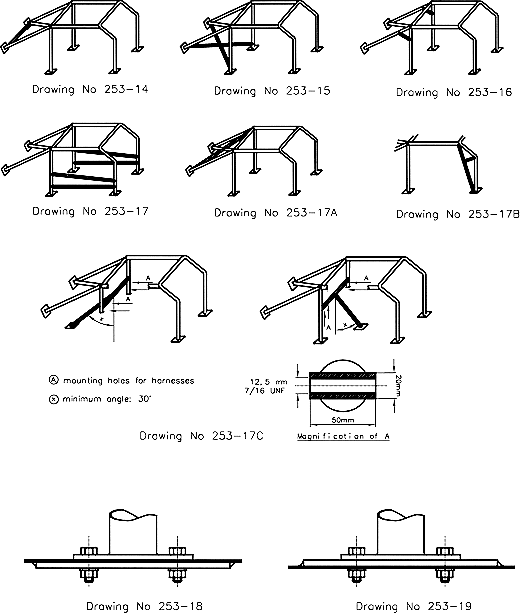 Drawing No 253-14
Drawing No 253-15
Drawing No 253-16
Drawing No 253-17
Drawing No 253-17A
Drawing No 253-17B
A
A
x
A
A
x
A mounting holes for harnesses
x minimum angle: 30°
12.5 mm
7/16 UNF
20mm
50mm
Drawing No 253-17C
Magnification of A
Drawing No 253-18
Drawing No 253-19